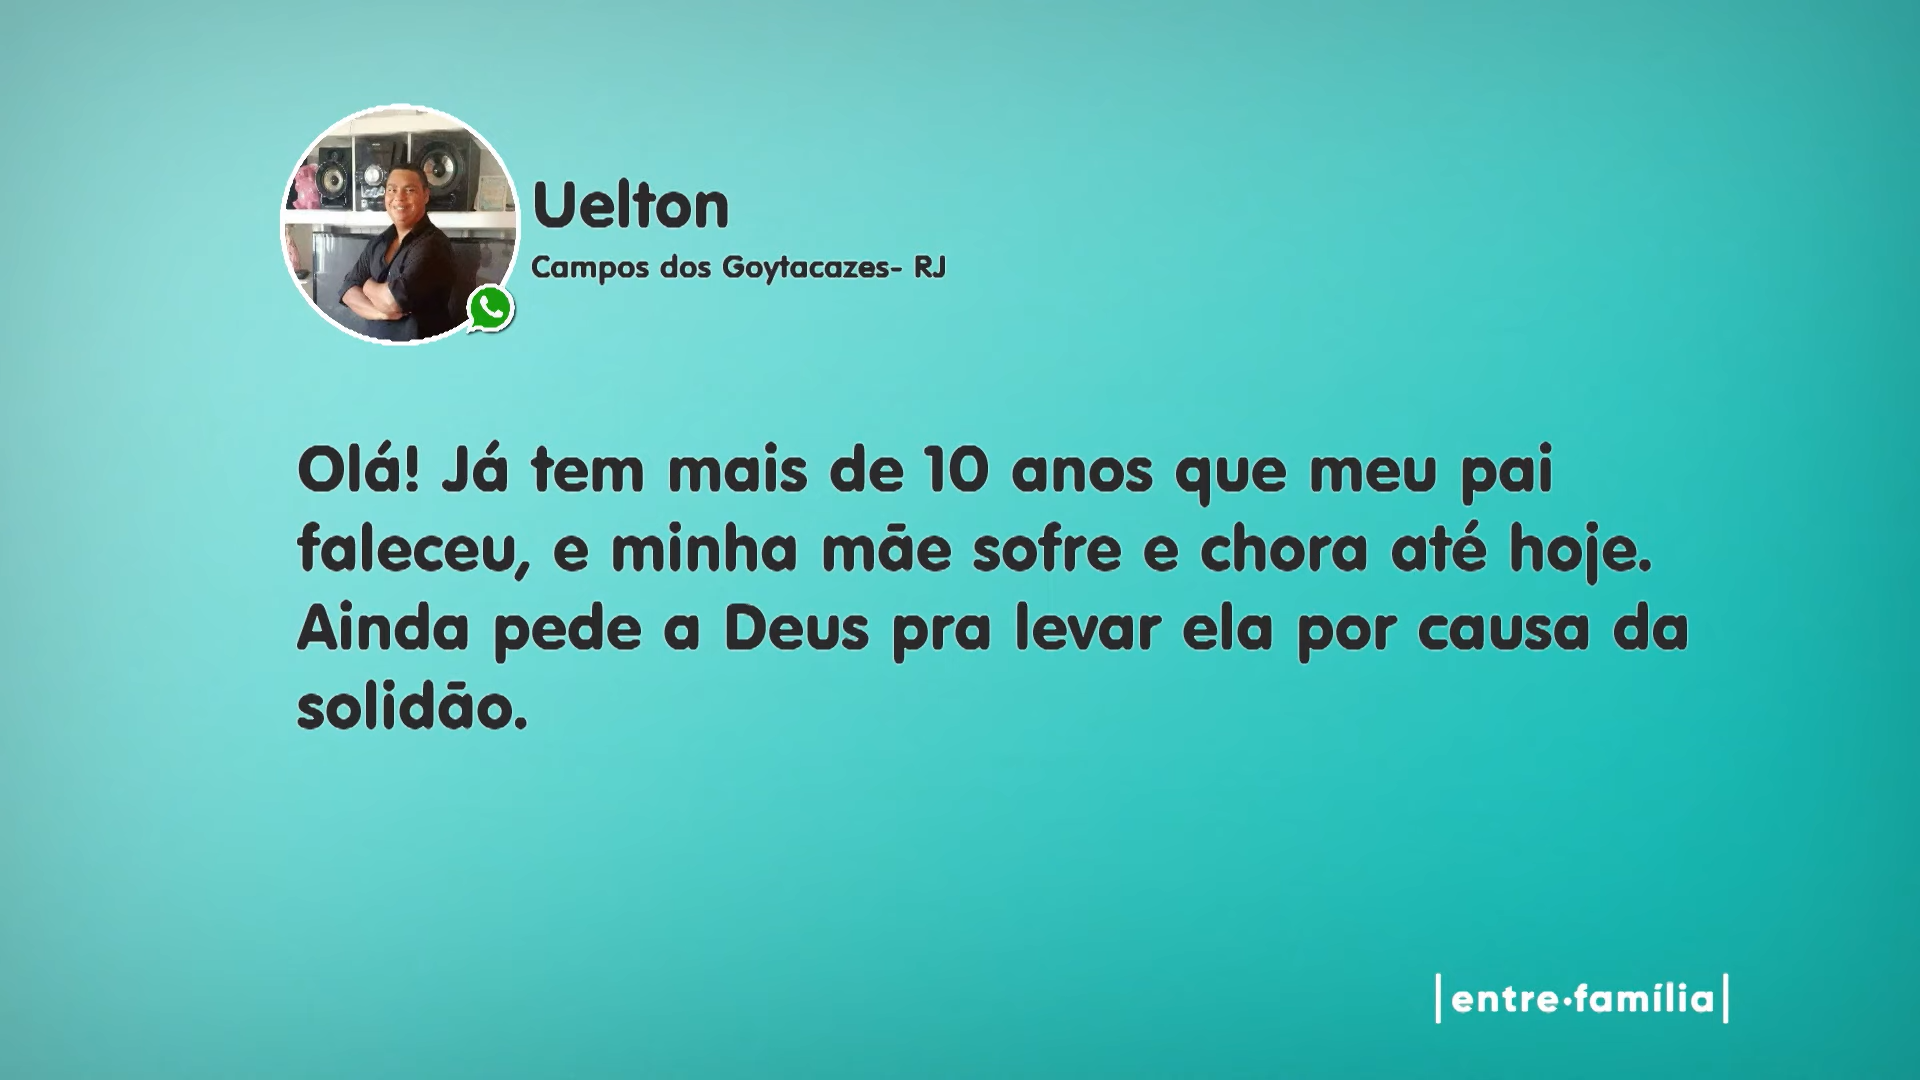 Uelton
Campos dos Goytacazes- RJ
Olá! Já tem mais de 10 anos que meu pai
faleceu, e minha mãe sofre e chora até hoje.
Ainda pede a Deus pra levar ela por causa da
solidão.
|entre·família|